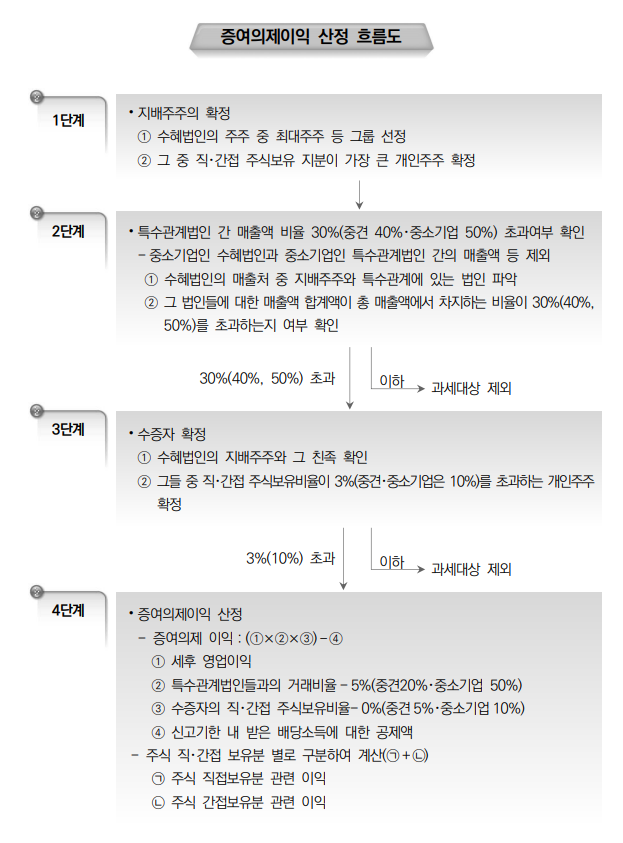 증여의제이익 산정 흐름도
1단계
• 지배주주의 확정
① 수혜법인의 주주 중 최대주주 등 그룹 선정
② 그 중 직·간접 주식보유 지분이 가장 큰 개인주주 확정
2단계
• 특수관계법인 간 매출액 비율 30%(중견 40%·중소기업 50%) 초과여부 확인
- 중소기업인 수혜법인과 중소기업인 특수관계법인 간의 매출액 등 제외
① 수혜법인의 매출처 중 지배주주와 특수관계에 있는 법인 파악
② 그 법인들에 대한 매출액 합계액이 총 매출액에서 차지하는 비율이 30%(40%,
50%)를 초과하는지 여부 확인
30%(40%, 50%) 초과
이하
과세대상 제외
3단계
• 수증자 확정
① 수혜법인의 지배주주와 그 친족 확인
② 그들 중 직·간접 주식보유비율이 3%(중견·중소기업은 10%)를 초과하는 개인주주
확정
3%(10%) 초과
이하
과세대상 제외
4단계
• 증여의제이익 산정
- 증여의제 이익 : (①×②×③)-④
① 세후 영업이익
② 특수관계법인들과의 거래비율 - 5%(중견20%·중소기업 50%)
③ 수증자의 직·간접 주식보유비율- 0%(중견 5%·중소기업 10%)
④ 신고기한 내 받은 배당소득에 대한 공제액
- 주식 직·간접 보유분 별로 구분하여 계산(㉠+㉡)
㉠ 주식 직접보유분 관련 이익
㉡ 주식 간접보유분 관련 이익